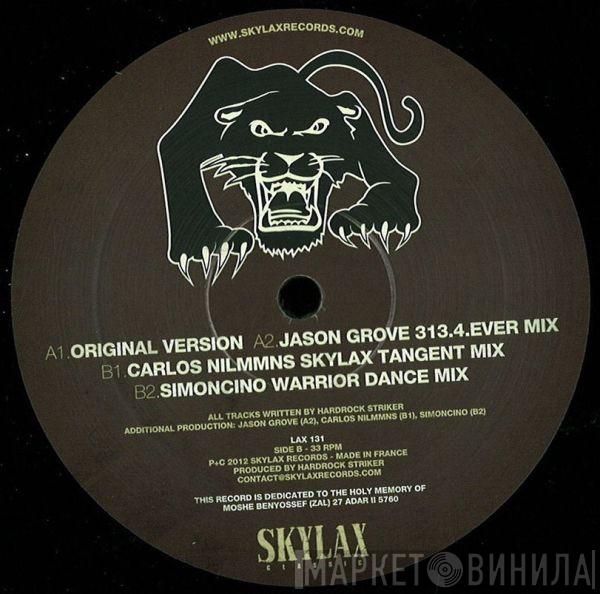 WWW.SKYLAXRECORDS.COM
A1.ORIGINAL VERSION A2.JASON GROVE 313.4.EVER MIX
B1.CARLOS NILMMNS SKYLAX TANGENT MIX
B2.SIMONCINO WARRIOR DANCE MIX
ALL TRACKS WRITTEN BY HARDROCK STRIKER
ADDITIONAL PRODUCTION: JASON GROVE (A2), CARLOS NILMMNS (B1), SIMONCINO (B2)
LAX 131
SIDE B - 33 RPM
P+C 2012 SKYLAX RECORDS - MADE IN FRANCE
PRODUCED BY HARDROCK STRIKER
CONTACT@SKYLAXRECORDS.COM
THIS RECORD IS DEDICATED TO THE HOLY MEMORY OF
MOSHE BENYOSSEF (ZAL) 27 ADAR II 5760
SKYLAX
CLASSIC
МАРКЕТ ВИНИЛА